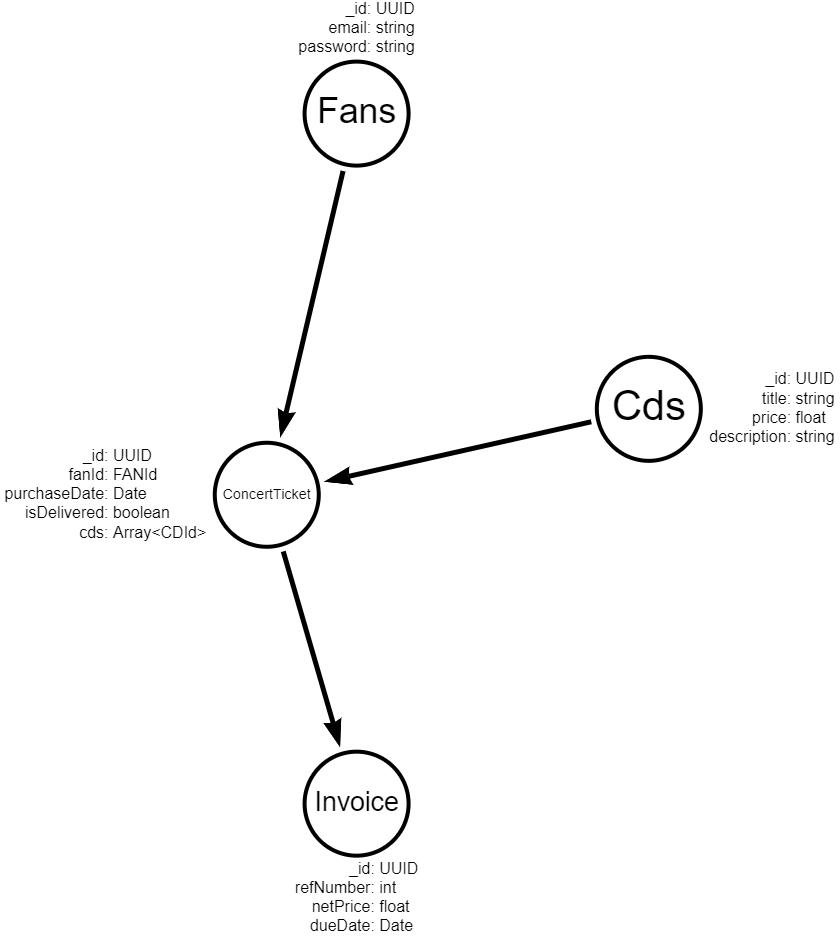 _id: UUID
email: string
password: string
Fans
_id: UUID
title: string
price: float
description: string
Cds
_id: UUID
fanId: FANId
purchaseDate: Date
isDelivered: boolean
cds: Array<CDId>
ConcertTicket
Invoice
_id: UUID
refNumber: int
netPrice: float
dueDate: Date